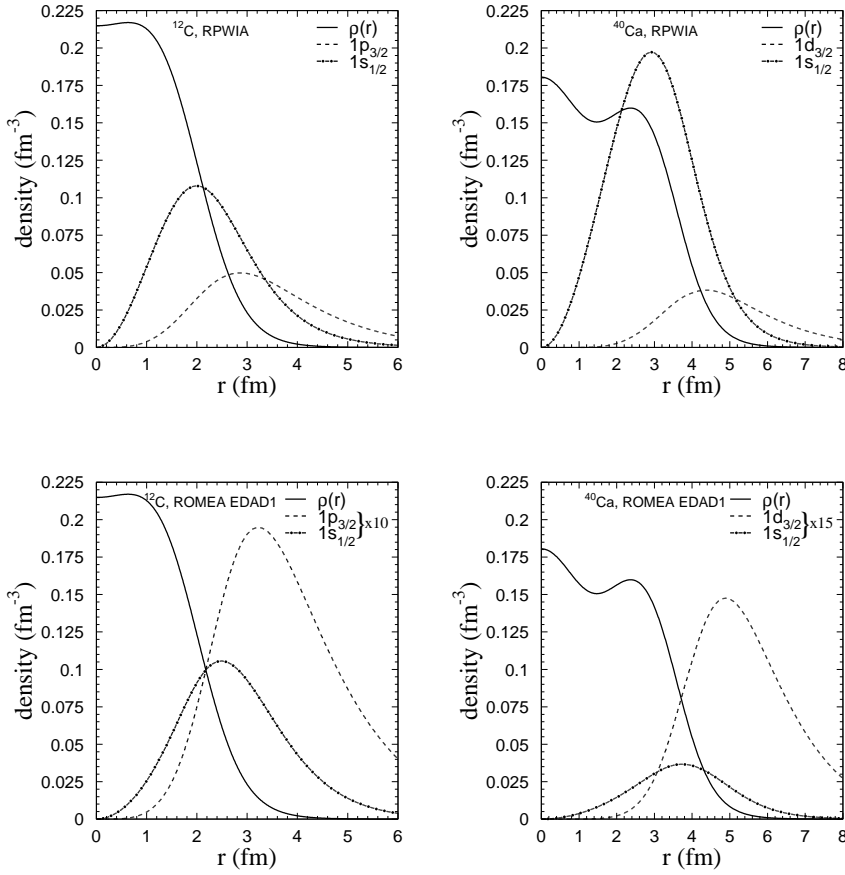 ¹²C, RPWIA
ρ(r)
1p3/2
1s1/2
0.225
0.2
0.175
0.15
0.125
0.1
0.075
0.05
0.025
0
density (fm⁻³)
0 1 2 3 4 5 6
r (fm)
⁴⁰Ca, RPWIA
ρ(r)
1d3/2
1s1/2
0.225
0.2
0.175
0.15
0.125
0.1
0.075
0.05
0.025
0
density (fm⁻³)
0 1 2 3 4 5 6 7 8
r (fm)
¹²C, ROMEA EDAD1
ρ(r)
1p3/2
1s1/2
}x10
0.225
0.2
0.175
0.15
0.125
0.1
0.075
0.05
0.025
0
density (fm⁻³)
0 1 2 3 4 5 6
r (fm)
⁴⁰Ca, ROMEA EDAD1
ρ(r)
1d3/2
1s1/2
}x15
0.225
0.2
0.175
0.15
0.125
0.1
0.075
0.05
0.025
0
density (fm⁻³)
0 1 2 3 4 5 6 7 8
r (fm)